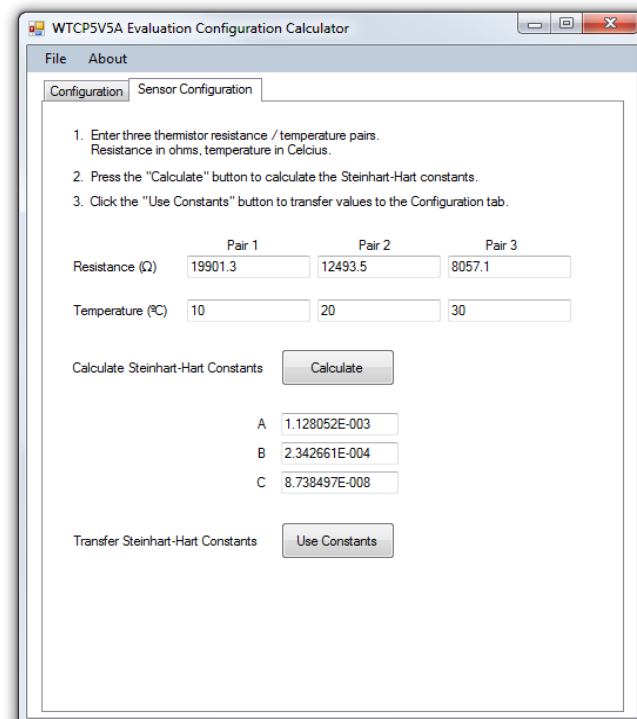 WTCP5V5A Evaluation Configuration Calculator
File About
Configuration Sensor Configuration
1. Enter three thermistor resistance / temperature pairs.
Resistance in ohms, temperature in Celcius.
2. Press the "Calculate" button to calculate the Steinhart-Hart constants.
3. Click the "Use Constants" button to transfer values to the Configuration tab.
Pair 1 Pair 2 Pair 3
Resistance (Ω) 19901.3 12493.5 8057.1
Temperature (ºC) 10 20 30
Calculate Steinhart-Hart Constants Calculate
A 1.128052E-003
B 2.342661E-004
C 8.738497E-008
Transfer Steinhart-Hart Constants Use Constants